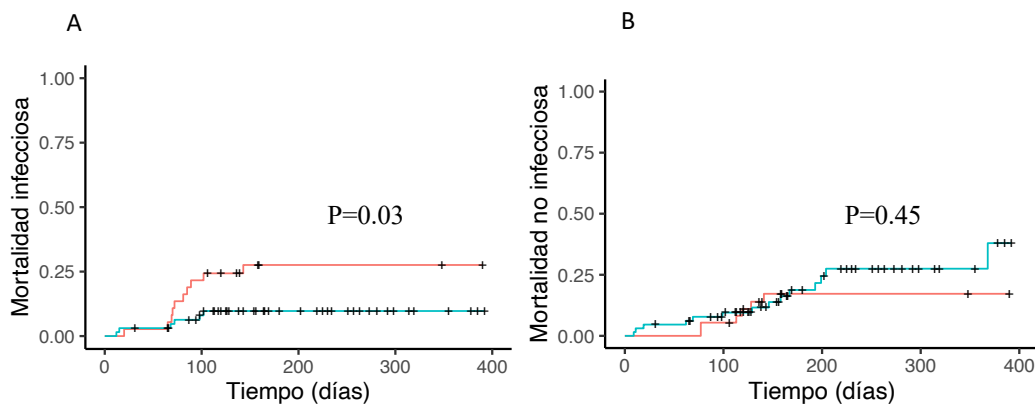 A
Mortalidad infecciosa
1.00
0.75
0.50
0.25
0.00
P=0.03
0 100 200 300 400
Tiempo (días)
B
Mortalidad no infecciosa
1.00
0.75
0.50
0.25
0.00
P=0.45
0 100 200 300 400
Tiempo (días)